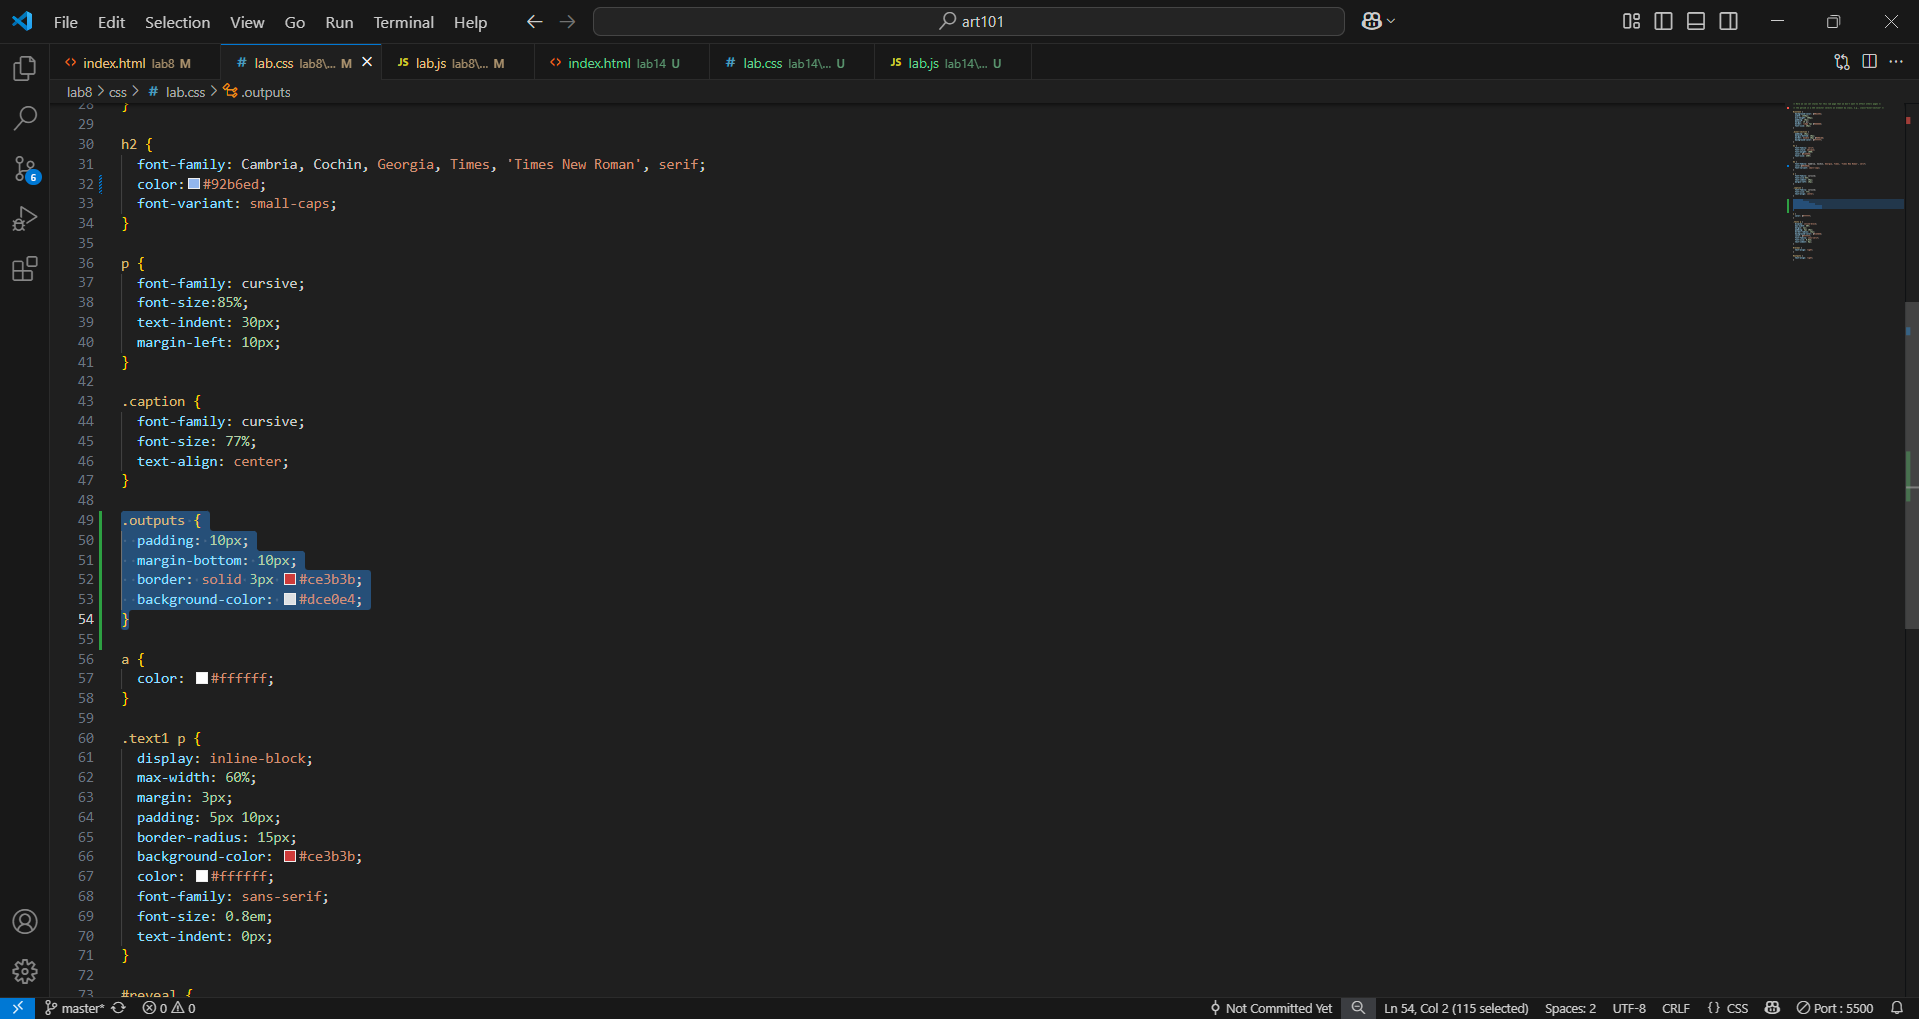 File Edit Selection View Go Run Terminal Help art101
index.html lab8 M # lab.css lab8\... M JS lab.js lab8\... M index.html lab14 U # lab.css lab14\... U JS lab.js lab14\... U
lab8 > css > # lab.css > .outputs
28 }
29
30 h2 {
31 font-family: Cambria, Cochin, Georgia, Times, 'Times New Roman', serif;
32 color: #92b6ed;
33 font-variant: small-caps;
34 }
35
36 p {
37 font-family: cursive;
38 font-size:85%;
39 text-indent: 30px;
40 margin-left: 10px;
41 }
42
43 .caption {
44 font-family: cursive;
45 font-size: 77%;
46 text-align: center;
47 }
48
49 .outputs {
50 padding: 10px;
51 margin-bottom: 10px;
52 border: solid 3px #ce3b3b;
53 background-color: #dce0e4;
54 }
55
56 a {
57 color: #ffffff;
58 }
59
60 .text1 p {
61 display: inline-block;
62 max-width: 60%;
63 margin: 3px;
64 padding: 5px 10px;
65 border-radius: 15px;
66 background-color: #ce3b3b;
67 color: #ffffff;
68 font-family: sans-serif;
69 font-size: 0.8em;
70 text-indent: 0px;
71 }
72
73 #reveal {
6
master* 0 0 Not Committed Yet Ln 54, Col 2 (115 selected) Spaces: 2 UTF-8 CRLF {} CSS Port : 5500